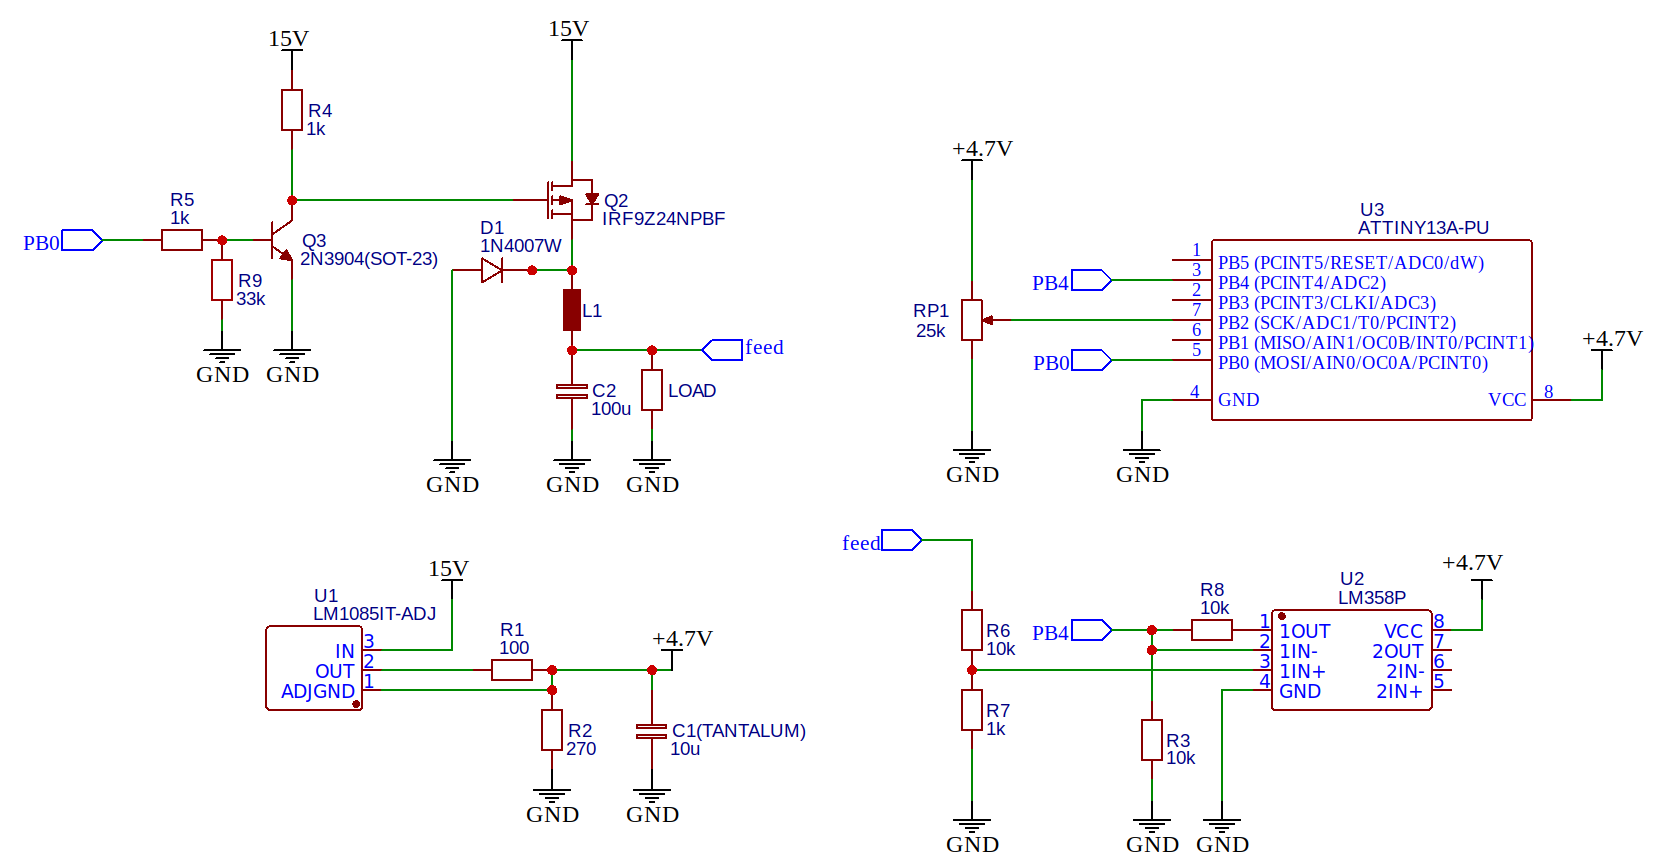 15V
R4
1k
R5
1k
PB0
Q3
2N3904(SOT-23)
R9
33k
GND
GND
15V
Q2
IRF9Z24NPBF
D1
1N4007W
L1
feed
C2
100u
LOAD
GND
GND
GND
+4.7V
RP1
25k
GND
U3
ATTINY13A-PU
1
PB5 (PCINT5/RESET/ADC0/dW)
3
PB4
PB4 (PCINT4/ADC2)
2
PB3 (PCINT3/CLKI/ADC3)
7
PB2 (SCK/ADC1/T0/PCINT2)
6
PB1 (MISO/AIN1/OC0B/INT0/PCINT1)
5
PB0
PB0 (MOSI/AIN0/OC0A/PCINT0)
4
GND
VCC
8
+4.7V
GND
U1
LM1085IT-ADJ
15V
IN
3
OUT
2
ADJGND
1
R1
100
+4.7V
R2
270
C1(TANTALUM)
10u
GND
GND
feed
R6
10k
R7
1k
GND
PB4
R8
10k
R3
10k
GND
GND
U2
LM358P
+4.7V
1
1OUT
2
1IN-
3
1IN+
4
GND
VCC
8
2OUT
7
2IN-
6
2IN+
5